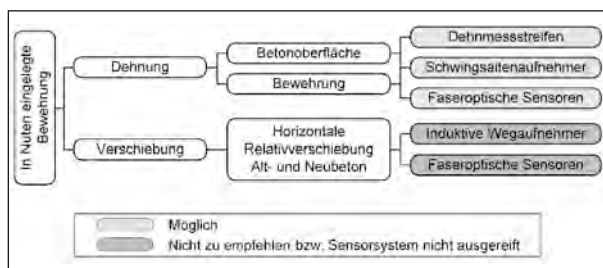 In Nuten eingelegte
Bewehrung
Dehnung
Verschiebung
Betonoberfläche
Bewehrung
Horizontale
Relativverschiebung
Alt- und Neubeton
Dehnmessstreifen
Schwingsaitenaufnehmer
Faseroptische Sensoren
Induktive Wegaufnehmer
Faseroptische Sensoren
Möglich
Nicht zu empfehlen bzw. Sensorsystem nicht ausgereift